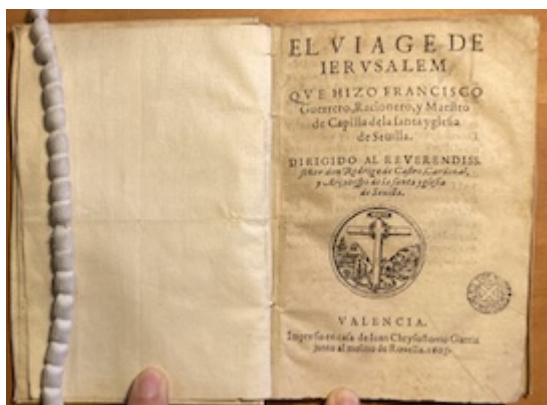 EL VIAGE DE
IERVSALEM,
QVE HIZO FRANCISCO
Guerrero, Racionero, y Maestro
de Capilla dela santa yglesia
de Seuilla.
DIRIGIDO AL REVERENDISS.
señor don Rodrigo de Castro, Cardenal,
y Arçobispo de la santa yglesia
de Seuilla.
VALENCIA.
Impresso en casa de Iuan Chrysostomo Garriz
junto al molino de Rouella.